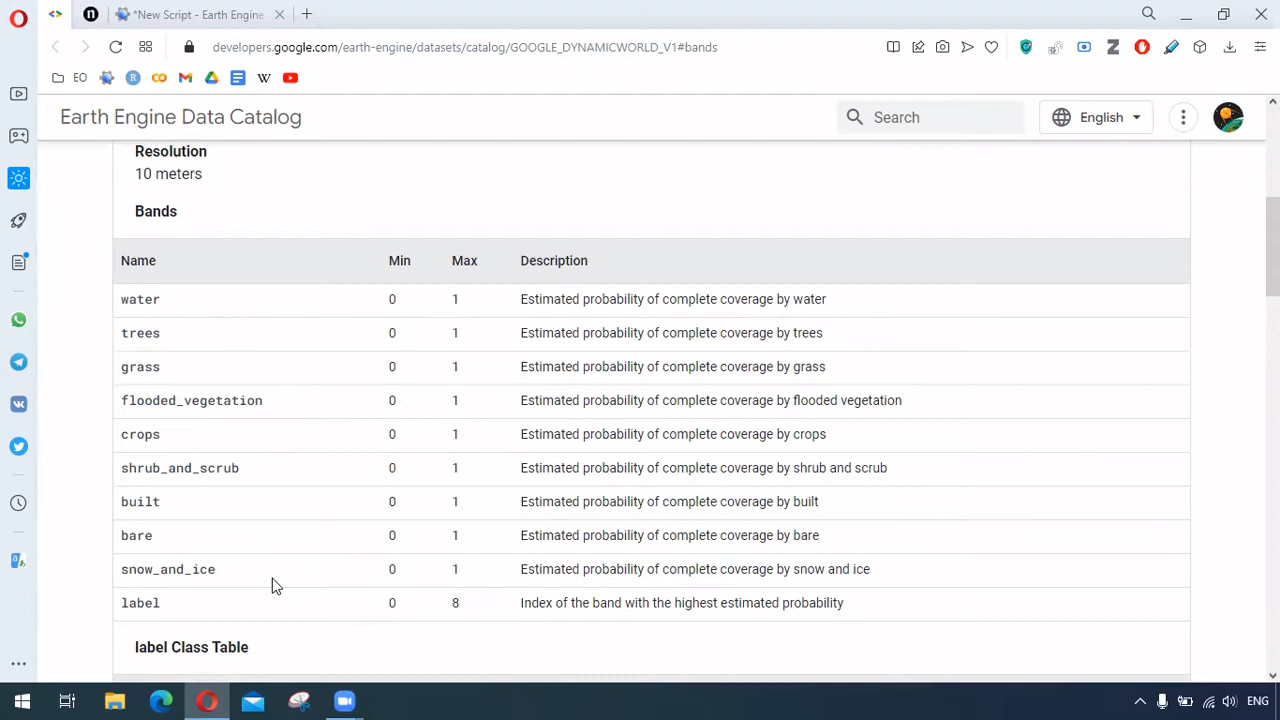 *New Script - Earth Engine
developers.google.com/earth-engine/datasets/catalog/GOOGLE_DYNAMICWORLD_V1#bands
EO
Earth Engine Data Catalog
Search
English
Resolution
10 meters
Bands
Name Min Max Description
water 0 1 Estimated probability of complete coverage by water
trees 0 1 Estimated probability of complete coverage by trees
grass 0 1 Estimated probability of complete coverage by grass
flooded_vegetation 0 1 Estimated probability of complete coverage by flooded vegetation
crops 0 1 Estimated probability of complete coverage by crops
shrub_and_scrub 0 1 Estimated probability of complete coverage by shrub and scrub
built 0 1 Estimated probability of complete coverage by built
bare 0 1 Estimated probability of complete coverage by bare
snow_and_ice 0 1 Estimated probability of complete coverage by snow and ice
label 0 8 Index of the band with the highest estimated probability
label Class Table
ENG